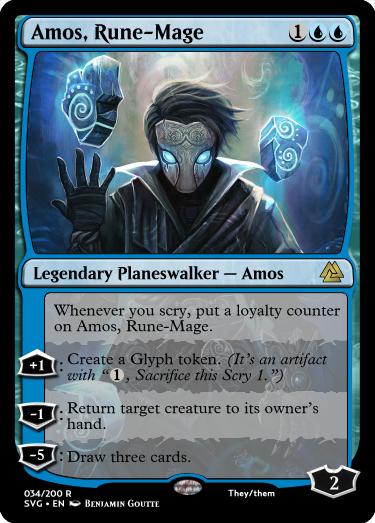 Amos, Rune-Mage 1
Legendary Planeswalker — Amos
Whenever you scry, put a loyalty counter
on Amos, Rune-Mage.
+1: Create a Glyph token. (It's an artifact
with “1, Sacrifice this Scry 1.”)
-1: Return target creature to its owner's
hand.
-5: Draw three cards.
2
034/200 R They/them
SVG • EN Benjamin Goutte